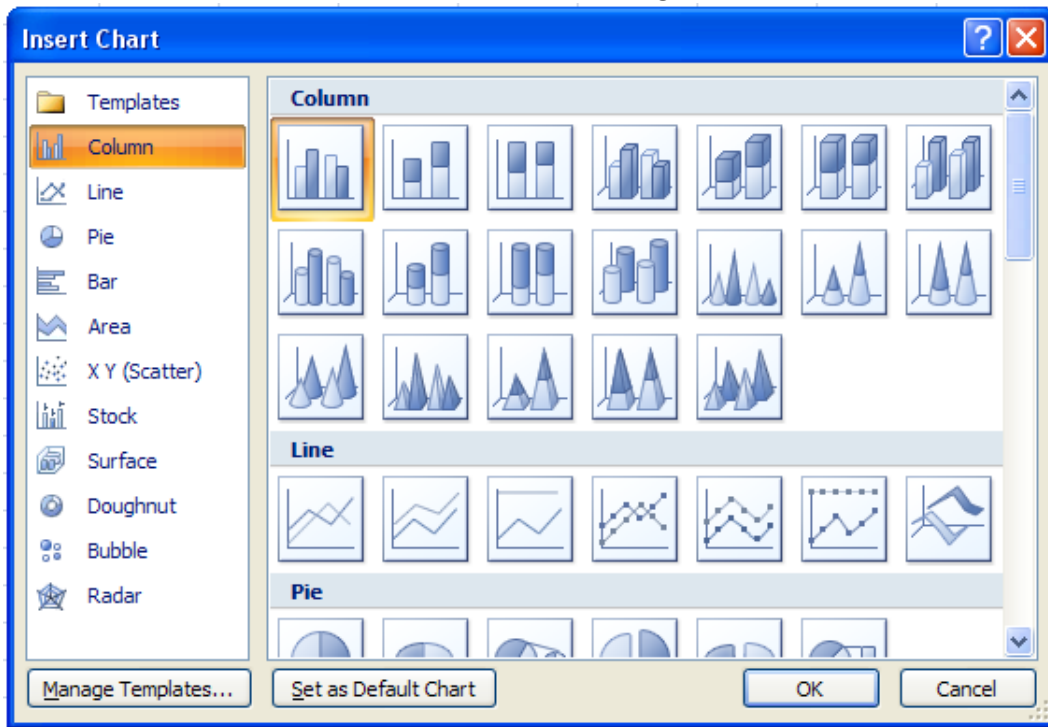 Insert Chart
Templates
Column
Line
Pie
Bar
Area
X Y (Scatter)
Stock
Surface
Doughnut
Bubble
Radar
Column
Line
Pie
Manage Templates...
Set as Default Chart
OK
Cancel